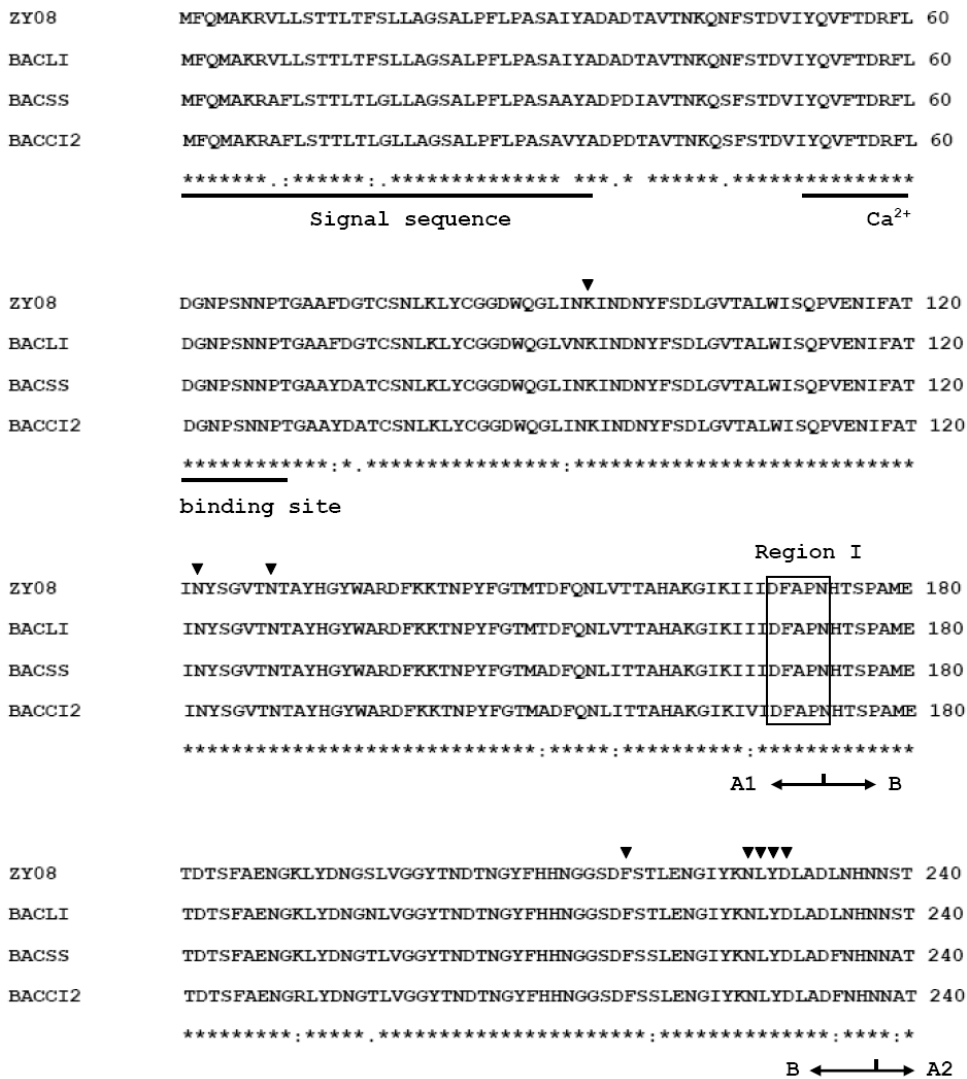 ZY08 MFQMAKRVLLSTTLTFSLLAGSALPFLPASAIYADADTAVTNKQNFSTDVIYQVFTDRFL 60
BACLI MFQMAKRVLLSTTLTFSLLAGSALPFLPASAIYADADTAVTNKQNFSTDVIYQVFTDRFL 60
BACSS MFQMAKRAFLSTTLTLGLLAGSALPFLPASAAYADPDIAVTNKQSFSTDVIYQVFTDRFL 60
BACCI2 MFQMAKRAFLSTTLTLGLLAGSALPFLPASAVYADPDTAVTNKQSFSTDVIYQVFTDRFL 60
*******.:******:.************** ***.* ******.***************
Signal sequence Ca²⁺
ZY08 DGNPSNNPTGAAFDGTCSNLKLYCGGDWQGLINKINDNYFSDLGVTALWISQPVENIFAT 120
BACLI DGNPSNNPTGAAFDGTCSNLKLYCGGDWQGLVNKINDNYFSDLGVTALWISQPVENIFAT 120
BACSS DGNPSNNPTGAAYDATCSNLKLYCGGDWQGLINKINDNYFSDLGVTALWISQPVENIFAT 120
BACCI2 DGNPSNNPTGAAYDATCSNLKLYCGGDWQGLINKINDNYFSDLGVTALWISQPVENIFAT 120
************:*.****************:****************************
binding site
Region I
ZY08 INYSGVTNTAYHGYWARDFKKTNPYFGTMTDFQNLVTTAHAKGIKIIIDFAPNHTSPAME 180
BACLI INYSGVTNTAYHGYWARDFKKTNPYFGTMTDFQNLVTTAHAKGIKIIIDFAPNHTSPAME 180
BACSS INYSGVTNTAYHGYWARDFKKTNPYFGTMADFQNLITTAHAKGIKIIIDFAPNHTSPAME 180
BACCI2 INYSGVTNTAYHGYWARDFKKTNPYFGTMADFQNLITTAHAKGIKIVIDFAPNHTSPAME 180
*****************************:*****:**********:*************
A1 B
ZY08 TDTSFAENGKLYDNGSLVGGYTNDTNGYFHHNGGSDFSTLENGIYKNLYDLADLNHNNST 240
BACLI TDTSFAENGKLYDNGNLVGGYTNDTNGYFHHNGGSDFSTLENGIYKNLYDLADLNHNNST 240
BACSS TDTSFAENGKLYDNGTLVGGYTNDTNGYFHHNGGSDFSSLENGIYKNLYDLADFNHNNAT 240
BACCI2 TDTSFAENGRLYDNGTLVGGYTNDTNGYFHHNGGSDFSSLENGIYKNLYDLADFNHNNAT 240
*********:*****.**********************:**************:****:*
B A2